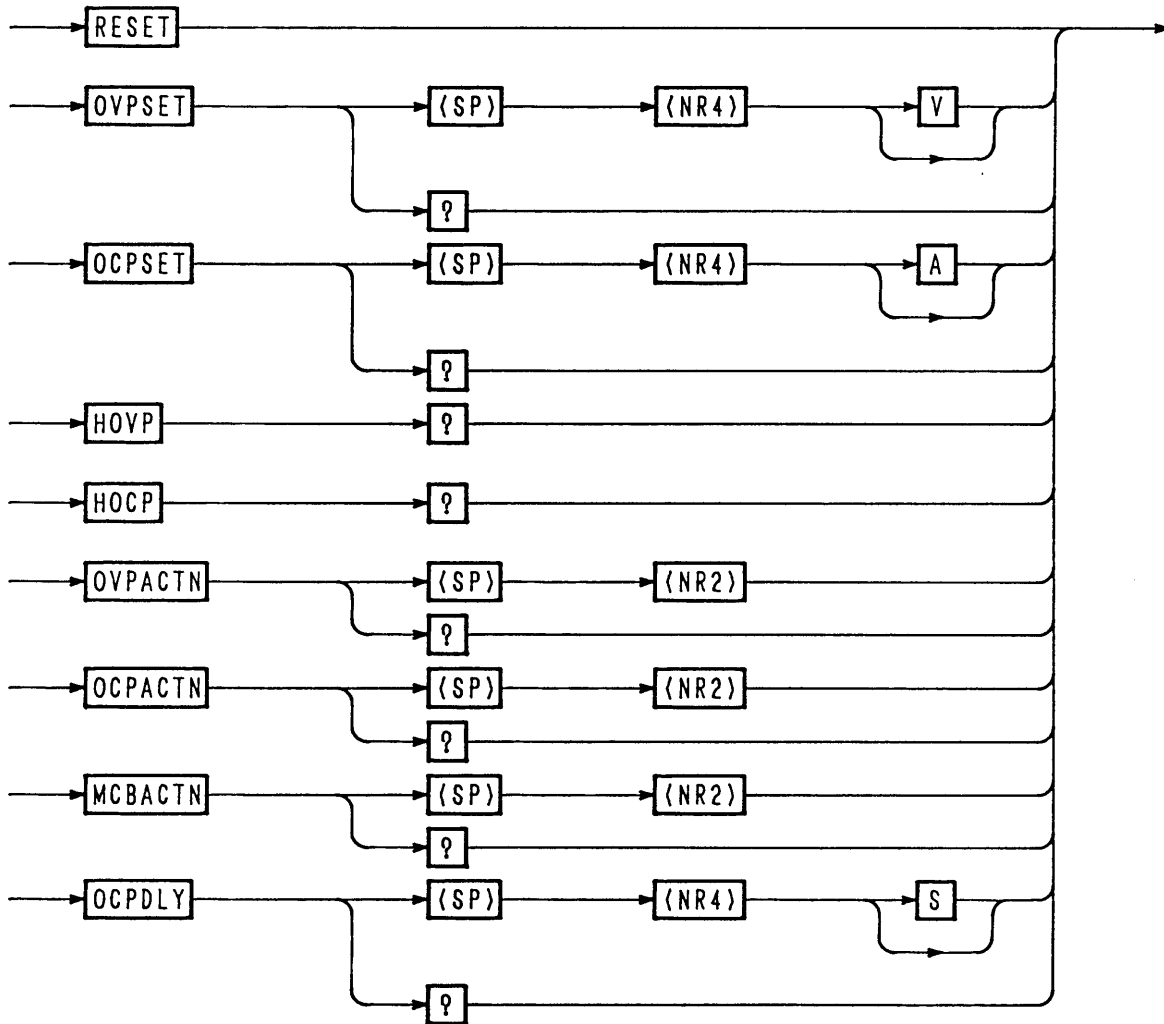 RESET
OVPSET ⟨SP⟩ ⟨NR4⟩ V
?
OCPSET ⟨SP⟩ ⟨NR4⟩ A
?
HOVP ?
HOCP ?
OVPACTN ⟨SP⟩ ⟨NR2⟩
?
OCPACTN ⟨SP⟩ ⟨NR2⟩
?
MCBACTN ⟨SP⟩ ⟨NR2⟩
?
OCPDLY ⟨SP⟩ ⟨NR4⟩ S
?